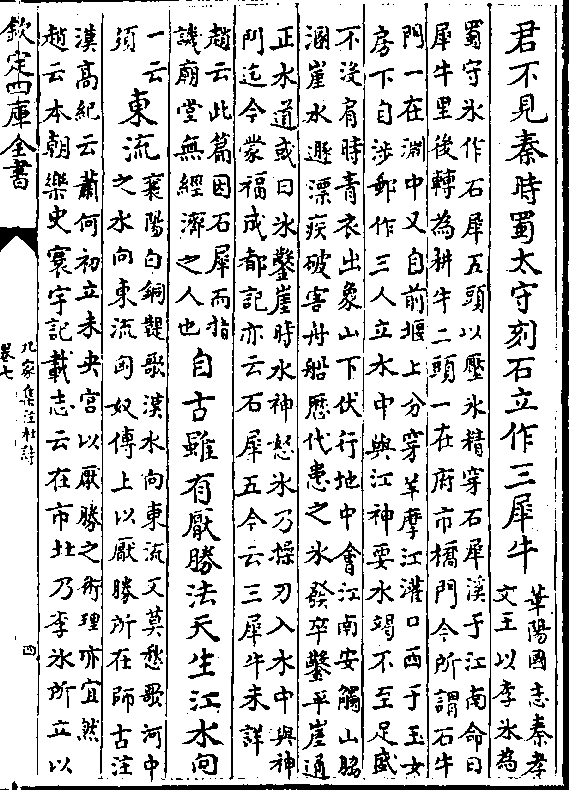 君不見秦時蜀太守刻石立作三犀牛
華陽國志秦孝
文王以李氷為
蜀守氷作石犀五頭以壓水精穿石犀溪于江南命曰
犀牛里後轉為耕牛二頭一在府市橋門今所謂石牛
門一在淵中又自前堰上分穿羊摩江灌口西于玉女
房下自涉郵作三人立水中與江神要水竭不至足盛
不沒肩時青衣出象山下伏行地中會江南安觸山脇
溷崖水遯漂疾破害舟船歷代患之氷發卒鑿平崖通
正水道或曰氷鑿崖時水神怒氷乃操刃入水中與神
鬥迄今蒙福成都記亦云石犀五今云三犀牛未詳
趙云此篇因石犀而指
譏廟堂無經濟之人也
自古雖有厭勝法天生江水向
一云
須
東流
襄陽白銅鞮歌漢水向東流又莫愁歌河中
之水向東流匈奴傳上以厭勝所在師古注
漢高紀云蕭何初立未央宮以厭勝之術理亦宜然
趙云本朝樂史寰宇記載志云在市北乃李氷所立以
欽定四庫全書
九家集注杜詩
卷七
四